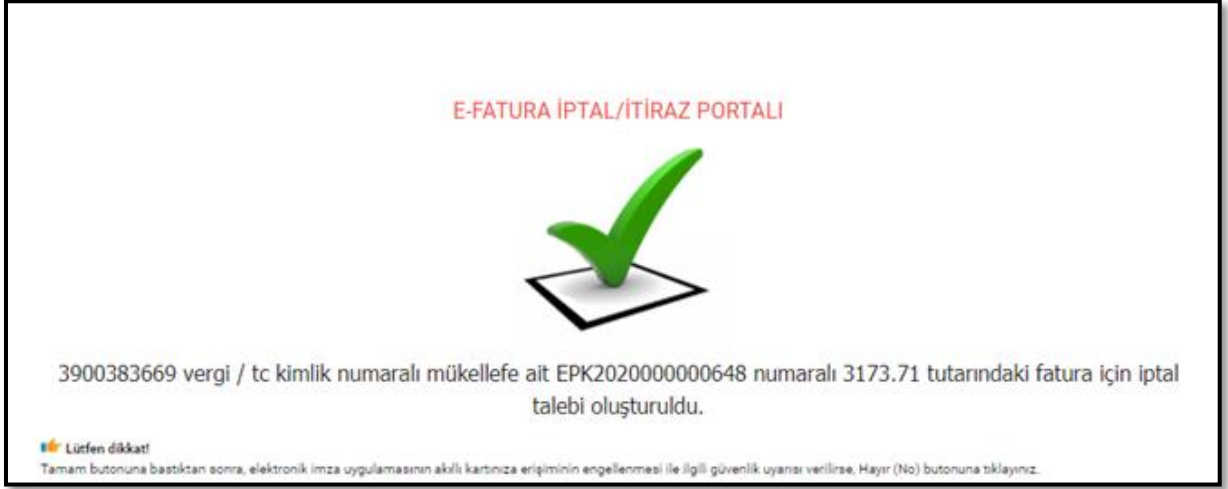 E-FATURA İPTAL/İTİRAZ PORTALI
3900383669 vergi / tc kimlik numaralı mükellefe ait EPK2020000000648 numaralı 3173.71 tutarındaki fatura için iptal
talebi oluşturuldu.
Lütfen dikkat!
Tamam butonuna bastıktan sonra, elektronik imza uygulamasının akıllı kartınıza erişiminin engellenmesi ile ilgili güvenlik uyarısı verilirse, Hayır (No) butonuna tıklayınız.